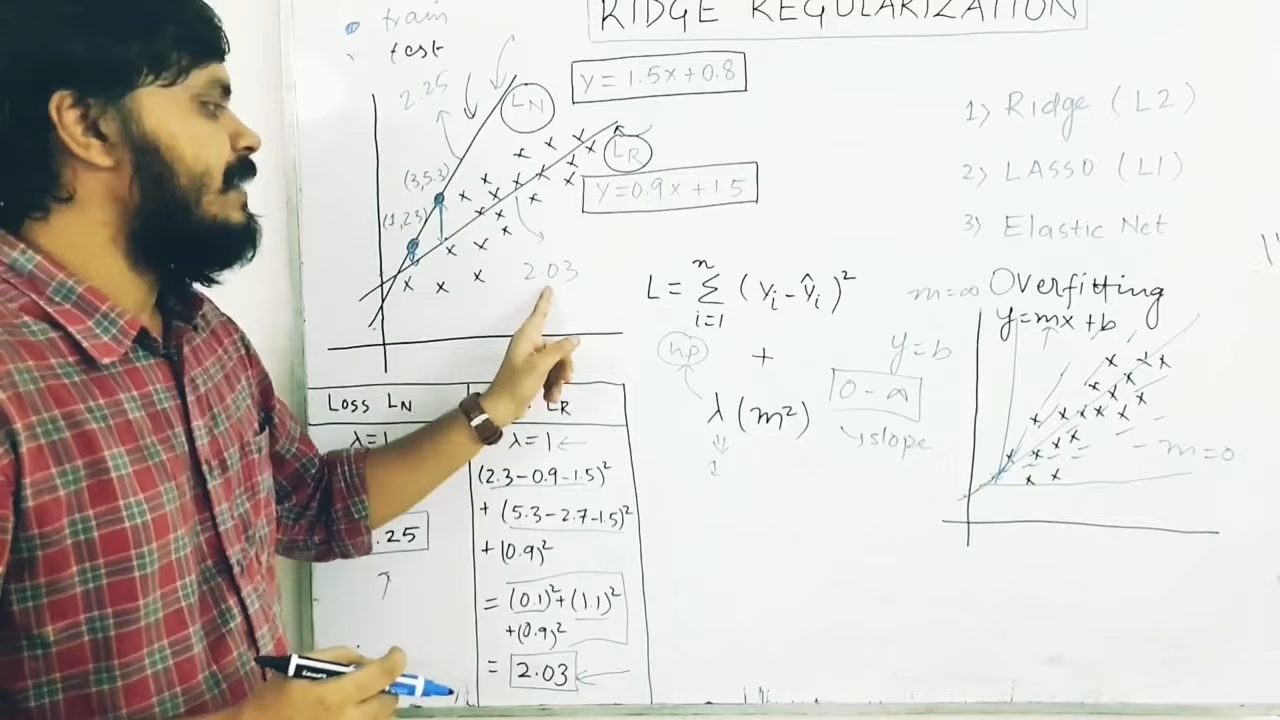 RIDGE REGULARIZATION
train
test
2.25
LN
y = 1.5x+0.8
(3,5.3)
(1,2.3)
LR
y=0.9x+1.5
2.03
1) Ridge (L2)
2) LASSO (L1)
3) Elastic Net
L = n Σ i=1 (yi - ŷi)²
+
hp
λ (m²)
1
y=b
0 - ∞
slope
m=∞ Overfitting
y=mx+b
m=0
Loss LN
λ=1
.25
LR
λ=1
(2.3-0.9-1.5)²
+ (5.3-2.7-1.5)²
+(0.9)²
= (0.1)²+(1.1)²
+(0.9)²
= 2.03